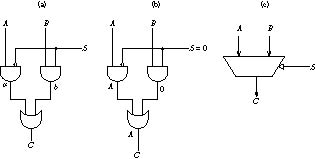 (a) (b) (c)
A B A B A B
S S = 0 S
a b A 0
C
A
C C